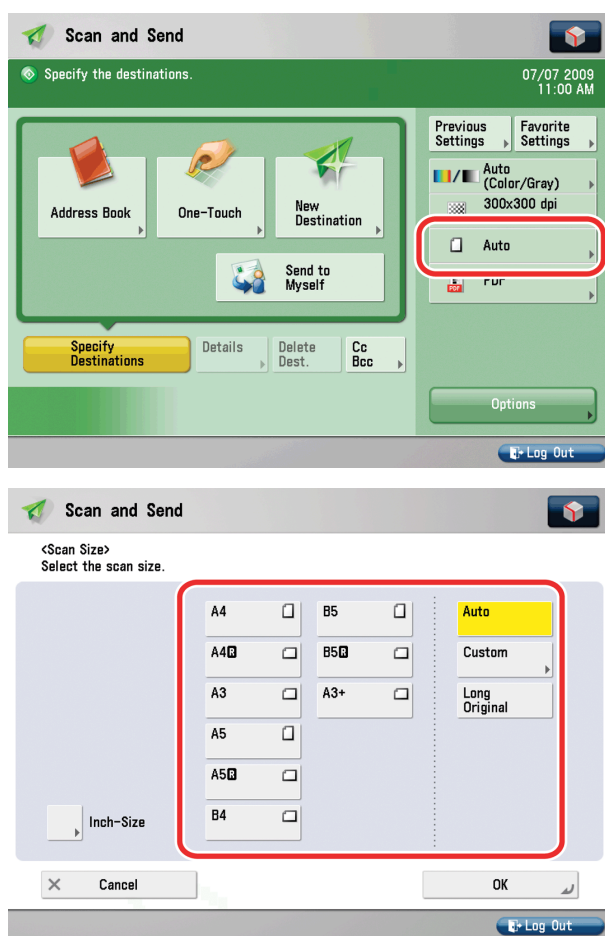 Scan and Send
Specify the destinations.
07/07 2009
11:00 AM
Previous
Settings
Favorite
Settings
Auto
(Color/Gray)
300x300 dpi
Auto
PDF
PDF
Address Book
One-Touch
New
Destination
Send to
Myself
Specify
Destinations
Details
Delete
Dest.
Cc
Bcc
Options
Log Out
Scan and Send
<Scan Size>
Select the scan size.
A4
B5
Auto
A4R
B5R
Custom
A3
A3+
Long
Original
A5
A5R
B4
Inch-Size
Cancel
OK
Log Out